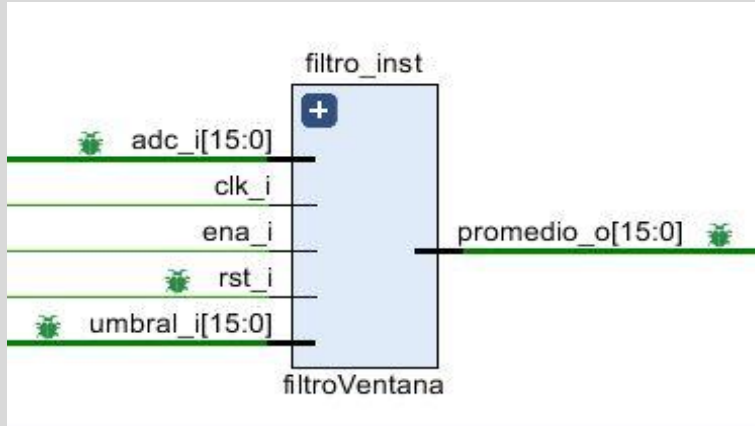 filtro_inst
adc_i[15:0]
clk_i
ena_i
promedio_o[15:0]
rst_i
umbral_i[15:0]
filtroVentana